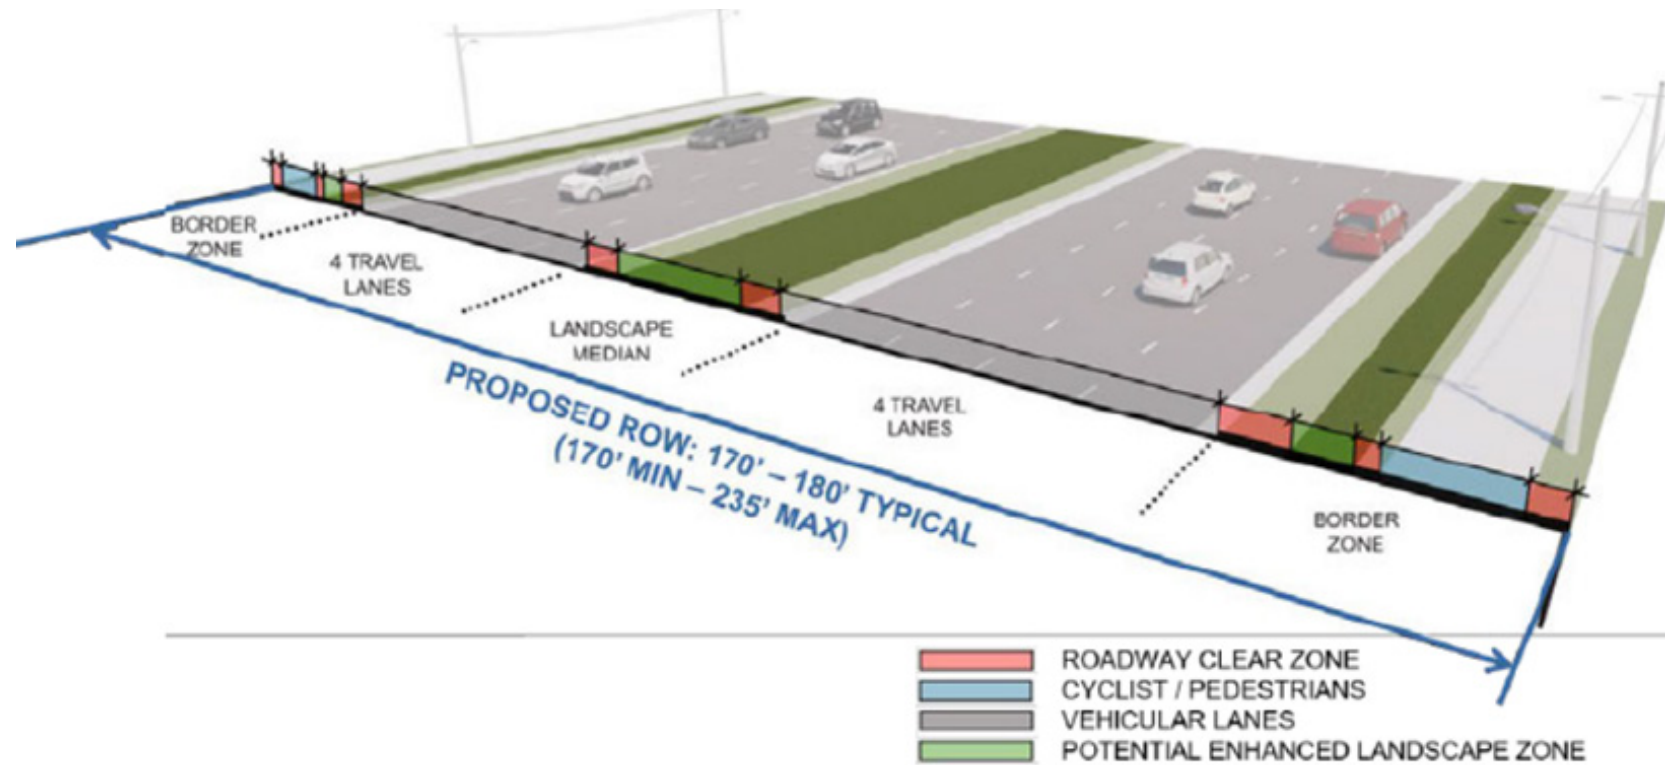 BORDER
ZONE
4 TRAVEL
LANES
LANDSCAPE
MEDIAN
4 TRAVEL
LANES
BORDER
ZONE
PROPOSED ROW: 170' – 180' TYPICAL
(170' MIN – 235' MAX)
ROADWAY CLEAR ZONE
CYCLIST / PEDESTRIANS
VEHICULAR LANES
POTENTIAL ENHANCED LANDSCAPE ZONE